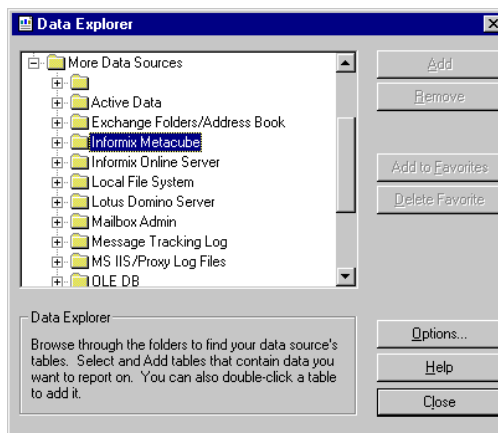 Data Explorer
More Data Sources
Active Data
Exchange Folders/Address Book
Informix Metacube
Informix Online Server
Local File System
Lotus Domino Server
Mailbox Admin
Message Tracking Log
MS IIS/Proxy Log Files
OLE DB
Add
Remove
Add to Favorites
Delete Favorite
Data Explorer
Browse through the folders to find your data source's
tables. Select and Add tables that contain data you
want to report on. You can also double-click a table
to add it.
Options...
Help
Close